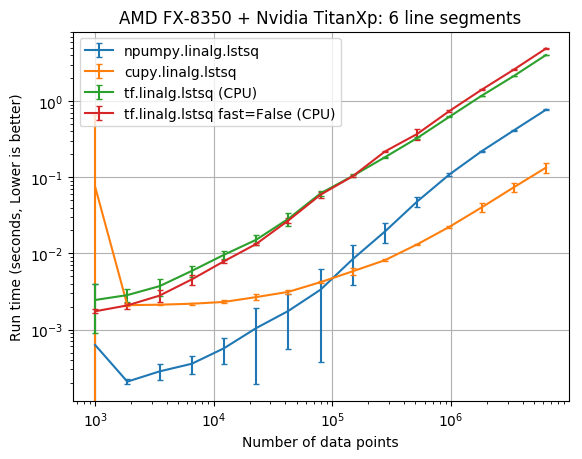 AMD FX-8350 + Nvidia TitanXp: 6 line segments
npumpy.linalg.lstsq
cupy.linalg.lstsq
tf.linalg.lstsq (CPU)
tf.linalg.lstsq fast=False (CPU)
Run time (seconds, Lower is better)
10⁰
10⁻¹
10⁻²
10⁻³
10³
10⁴
10⁵
10⁶
Number of data points